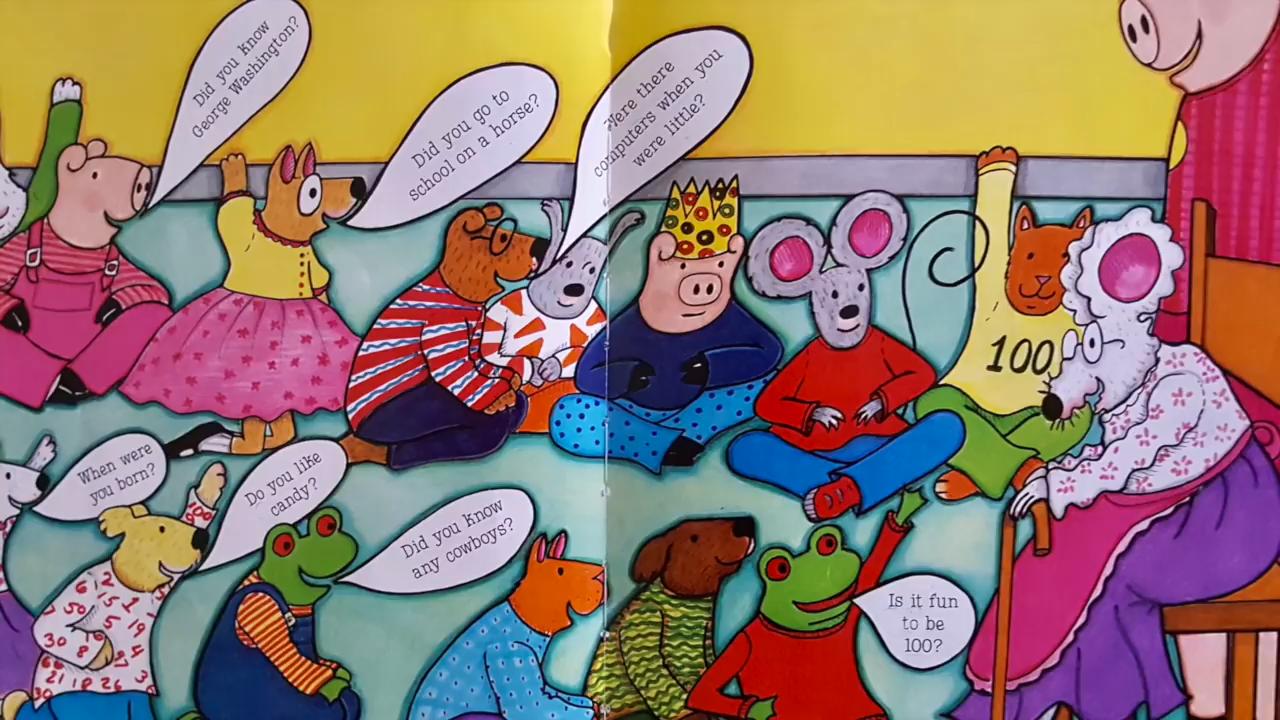 Did you know
George Washington?
Did you go to
school on a horse?
Were there
computers when you
were little?
100
When were
you born?
Do you like
candy?
Did you know
any cowboys?
Is it fun
to be
100?